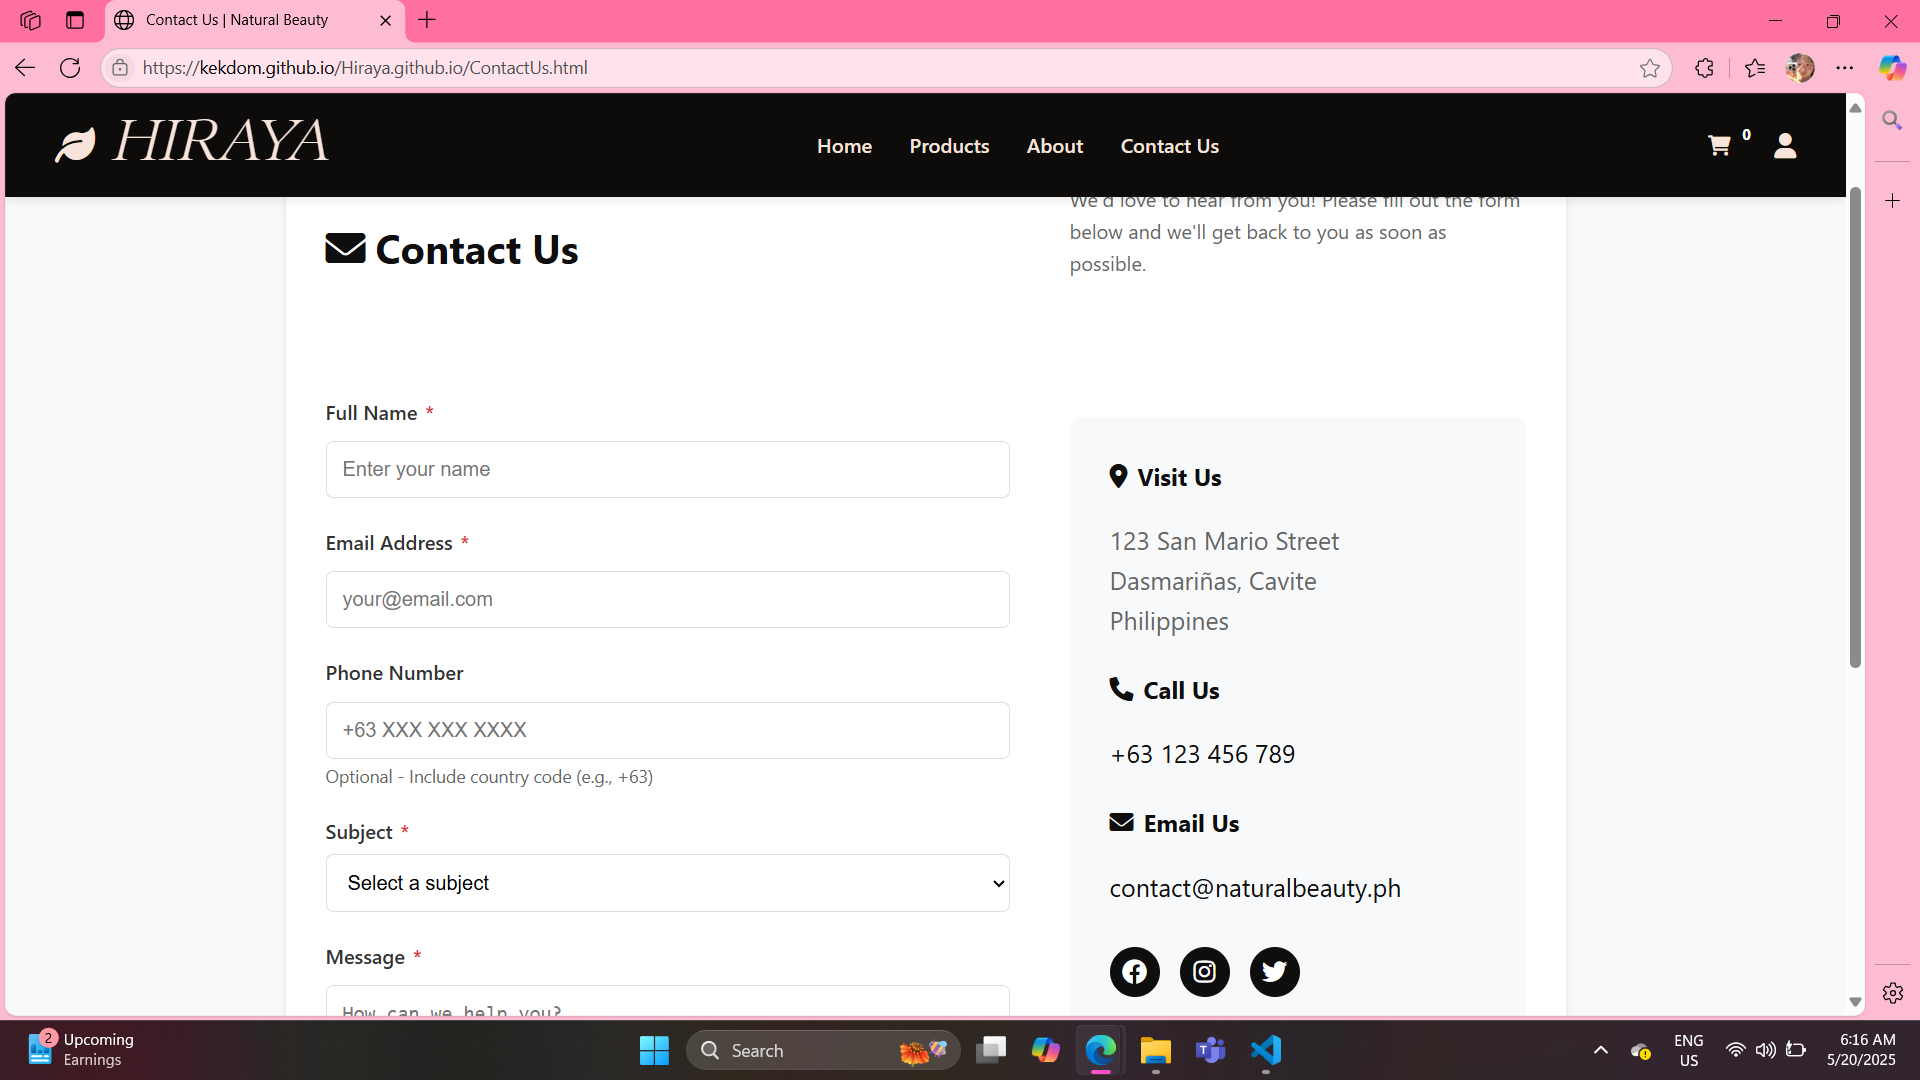 Contact Us | Natural Beauty
https://kekdom.github.io/Hiraya.github.io/ContactUs.html
HIRAYA
Home
Products
About
Contact Us
0
We'd love to hear from you! Please fill out the form
below and we'll get back to you as soon as
possible.
Contact Us
Full Name *
Enter your name
Email Address *
your@email.com
Phone Number
+63 XXX XXX XXXX
Optional - Include country code (e.g., +63)
Subject *
Select a subject
Message *
How can we help you?
Visit Us
123 San Mario Street
Dasmariñas, Cavite
Philippines
Call Us
+63 123 456 789
Email Us
contact@naturalbeauty.ph
2
Upcoming
Earnings
Search
ENG
US
6:16 AM
5/20/2025